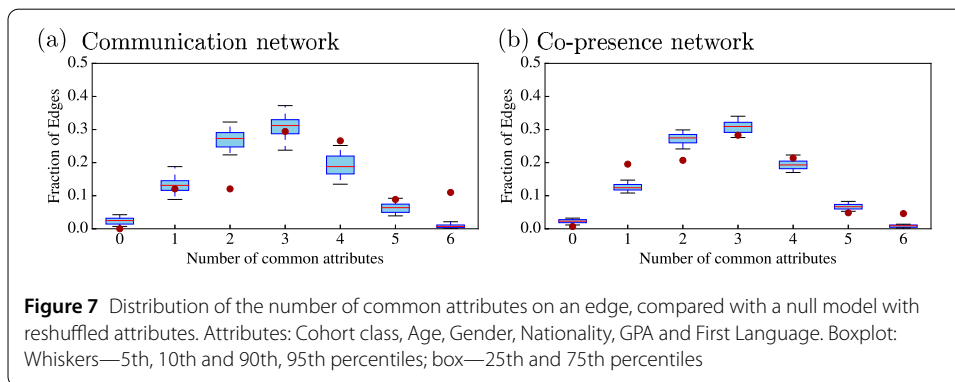 (a) Communication network
(b) Co-presence network
Fraction of Edges
0.5
0.4
0.3
0.2
0.1
0.0
0 1 2 3 4 5 6
Number of common attributes
Fraction of Edges
0.5
0.4
0.3
0.2
0.1
0.0
0 1 2 3 4 5 6
Number of common attributes
Figure 7 Distribution of the number of common attributes on an edge, compared with a null model with
reshuffled attributes. Attributes: Cohort class, Age, Gender, Nationality, GPA and First Language. Boxplot:
Whiskers—5th, 10th and 90th, 95th percentiles; box—25th and 75th percentiles